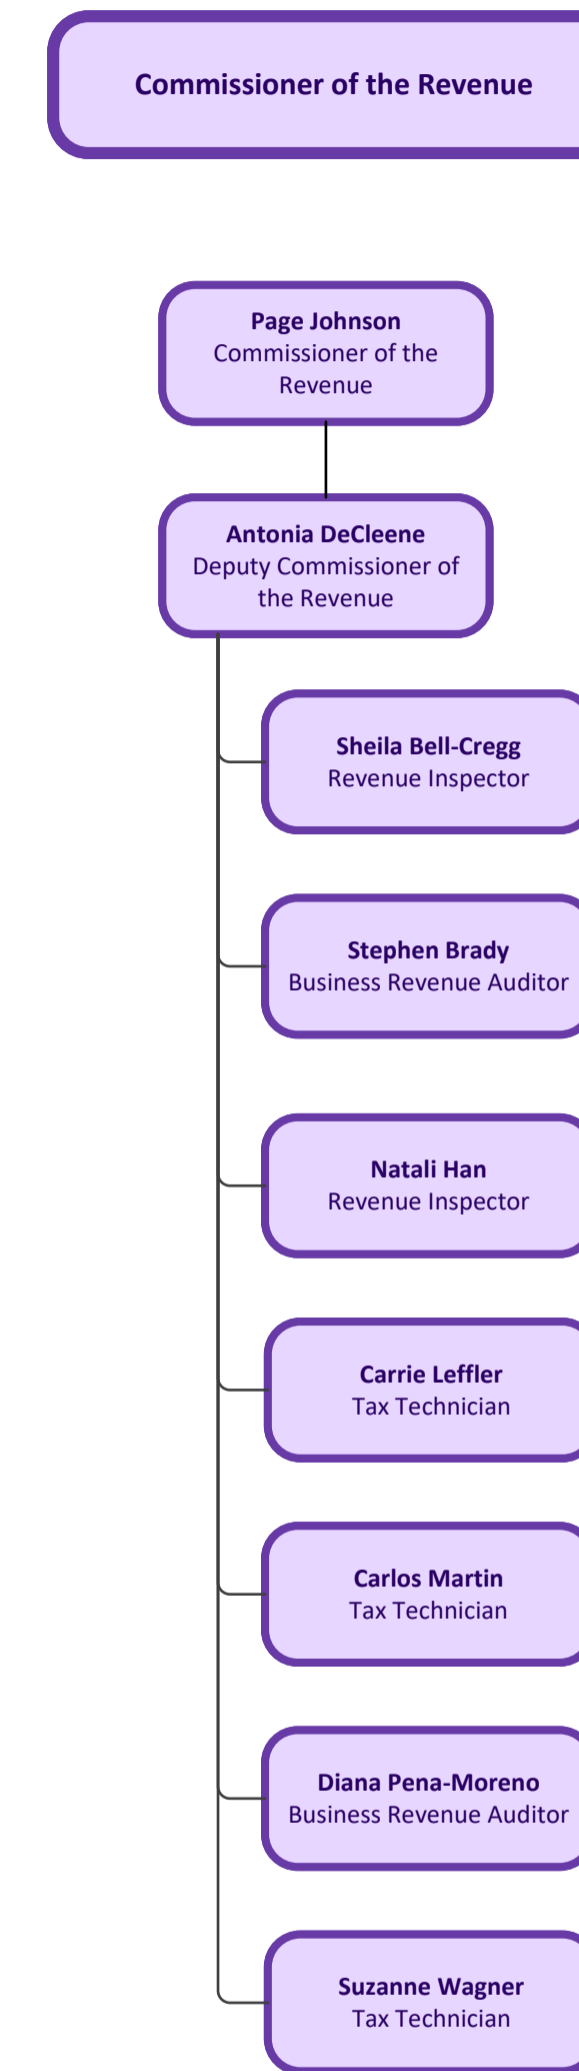 Commissioner of the Revenue
Page Johnson
Commissioner of the
Revenue
Antonia DeCleene
Deputy Commissioner of
the Revenue
Sheila Bell-Cregg
Revenue Inspector
Stephen Brady
Business Revenue Auditor
Natali Han
Revenue Inspector
Carrie Leffler
Tax Technician
Carlos Martin
Tax Technician
Diana Pena-Moreno
Business Revenue Auditor
Suzanne Wagner
Tax Technician